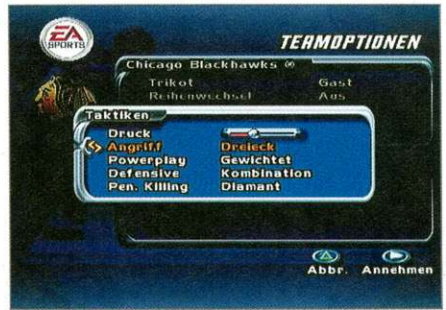 EA
SPORTS
TEAMOPTIONEN
Chicago Blackhawks
Trikot Gast
Reihenwechsel Aus
Taktiken
Druck
Angriff Dreieck
Powerplay Gewichtet
Defensive Kombination
Pen. Killing Diamant
Abbr. Annehmen